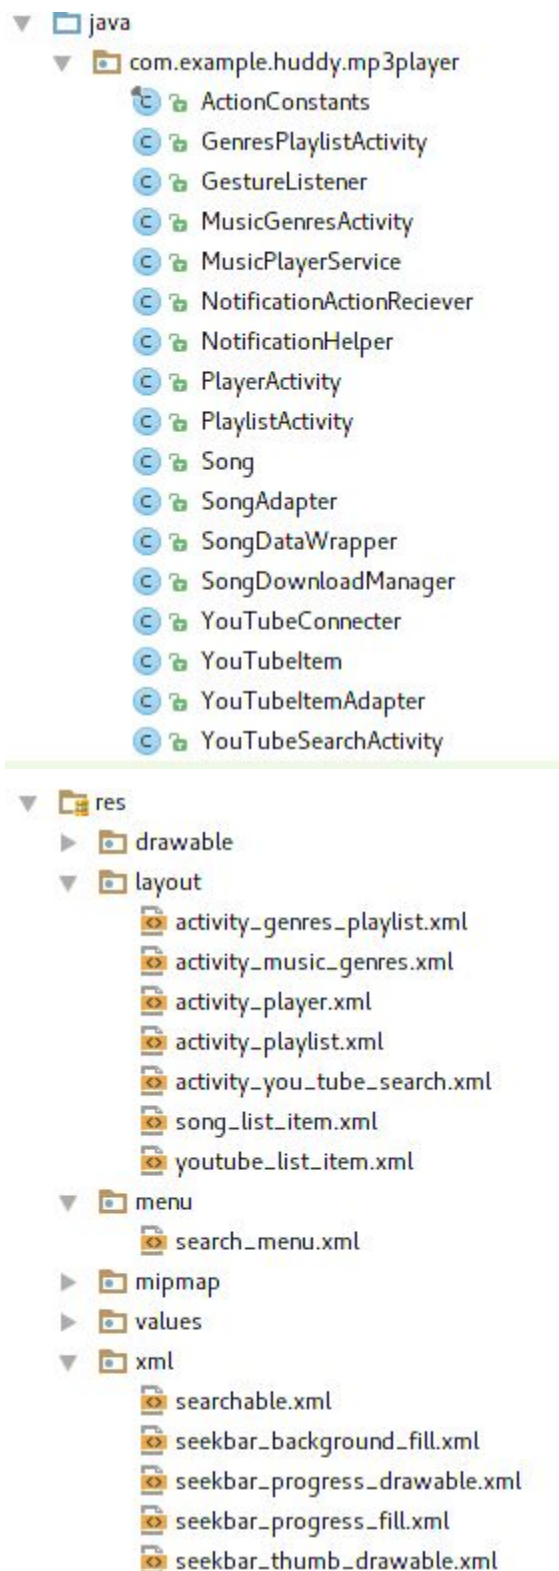 java
com.example.huddy.mp3player
ActionConstants
GenresPlaylistActivity
GestureListener
MusicGenresActivity
MusicPlayerService
NotificationActionReciever
NotificationHelper
PlayerActivity
PlaylistActivity
Song
SongAdapter
SongDataWrapper
SongDownloadManager
YouTubeConnecter
YouTubeItem
YouTubeItemAdapter
YouTubeSearchActivity
res
drawable
layout
activity_genres_playlist.xml
activity_music_genres.xml
activity_player.xml
activity_playlist.xml
activity_you_tube_search.xml
song_list_item.xml
youtube_list_item.xml
menu
search_menu.xml
mipmap
values
xml
searchable.xml
seekbar_background_fill.xml
seekbar_progress_drawable.xml
seekbar_progress_fill.xml
seekbar_thumb_drawable.xml